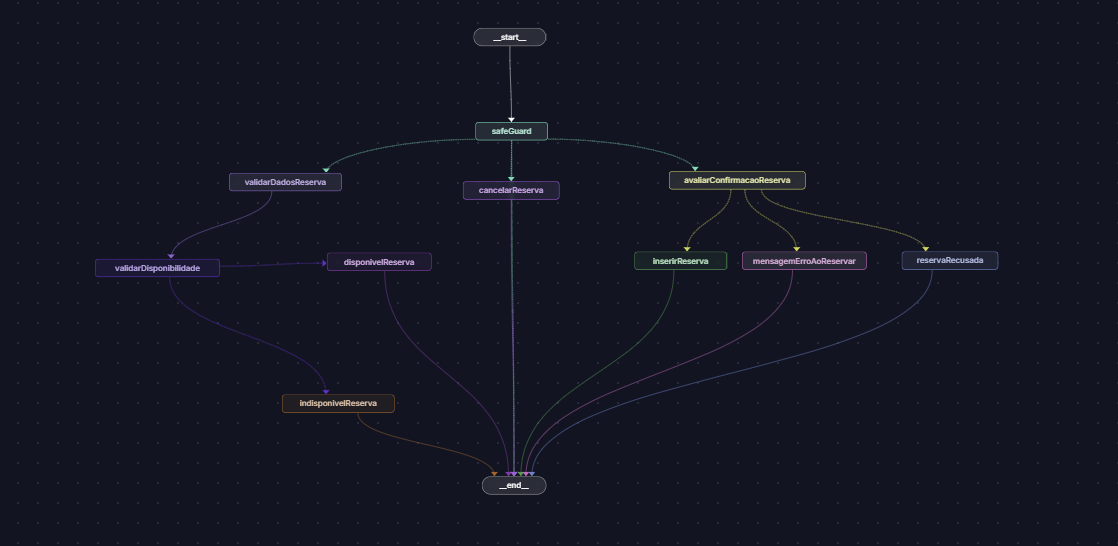 __start__
safeGuard
validarDadosReserva
cancelarReserva
avaliarConfirmacaoReserva
validarDisponibilidade
disponivelReserva
inserirReserva
mensagemErroAoReservar
reservaRecusada
indisponivelReserva
__end__